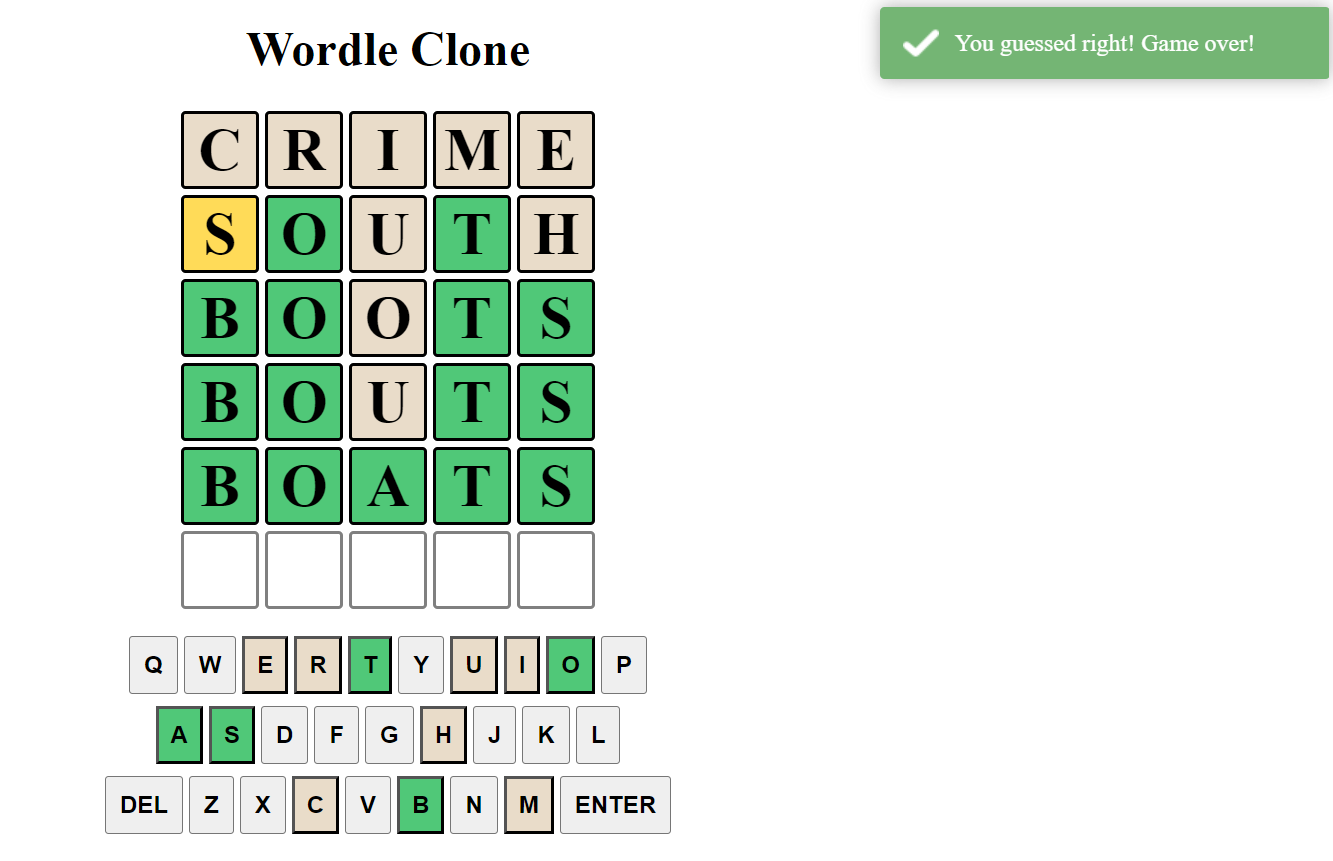 Wordle Clone
You guessed right! Game over!
C R I M E
S O U T H
B O O T S
B O U T S
B O A T S
Q W E R T Y U I O P
A S D F G H J K L
DEL Z X C V B N M ENTER